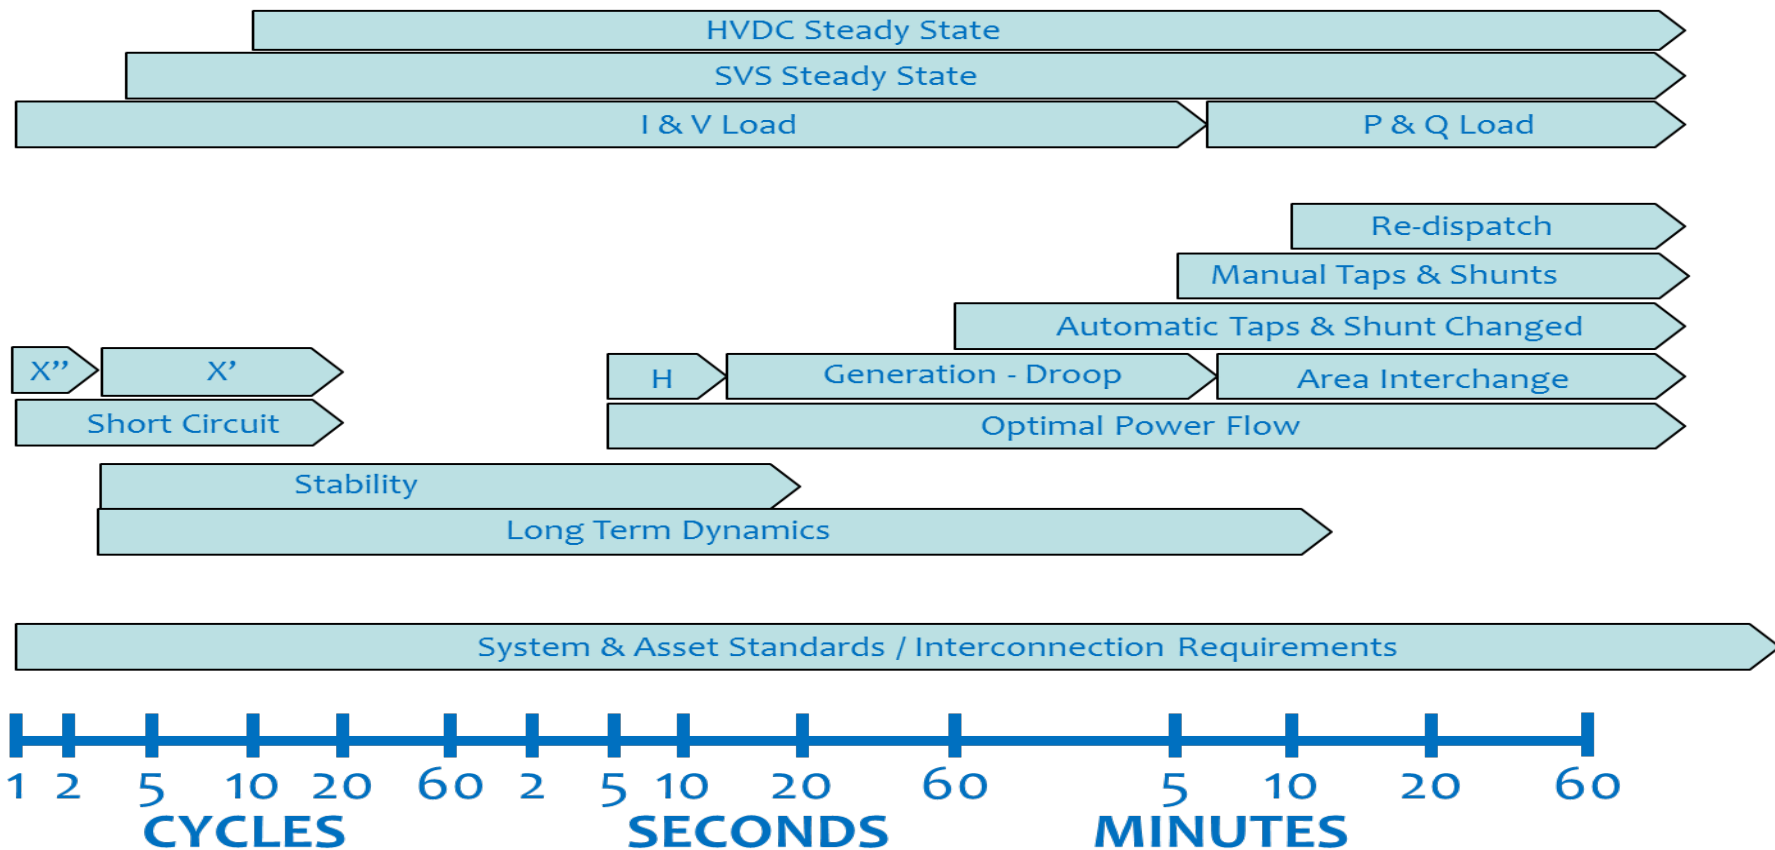 HVDC Steady State
SVS Steady State
I & V Load
P & Q Load
Re-dispatch
Manual Taps & Shunts
Automatic Taps & Shunt Changed
X”
X’
H
Generation - Droop
Area Interchange
Short Circuit
Optimal Power Flow
Stability
Long Term Dynamics
System & Asset Standards / Interconnection Requirements
1 2 5 10 20 60 2 5 10 20 60 5 10 20 60
CYCLES SECONDS MINUTES